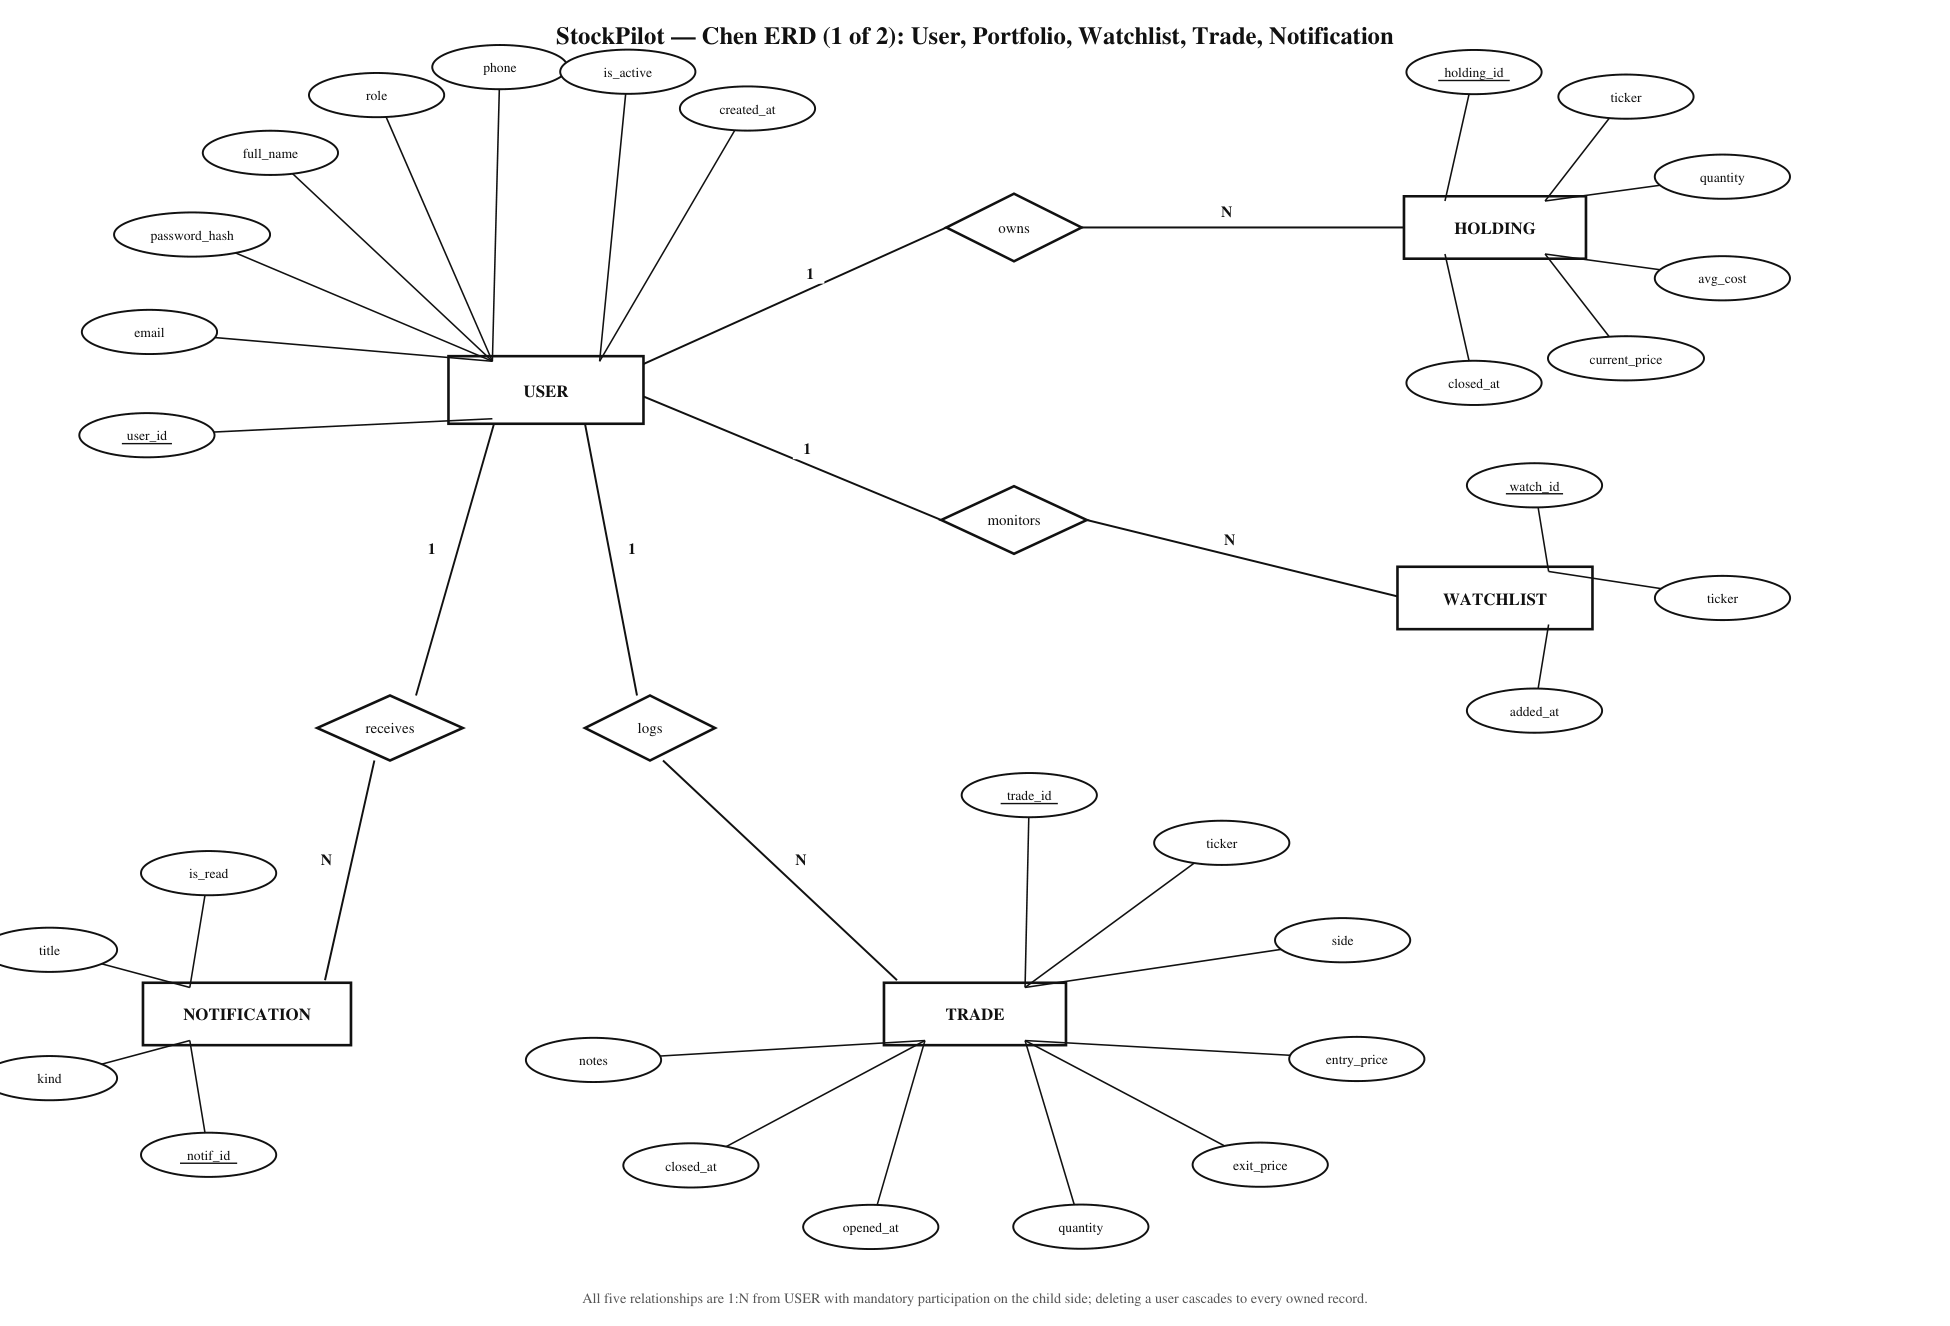 StockPilot — Chen ERD (1 of 2): User, Portfolio, Watchlist, Trade, Notification
phone
is_active
role
created_at
full_name
password_hash
email
user_id
USER
holding_id
ticker
quantity
HOLDING
avg_cost
current_price
closed_at
1
owns
N
1
monitors
N
watch_id
WATCHLIST
ticker
added_at
1
1
receives
logs
N
N
is_read
title
NOTIFICATION
kind
notif_id
trade_id
ticker
side
TRADE
notes
entry_price
closed_at
exit_price
opened_at
quantity
All five relationships are 1:N from USER with mandatory participation on the child side; deleting a user cascades to every owned record.